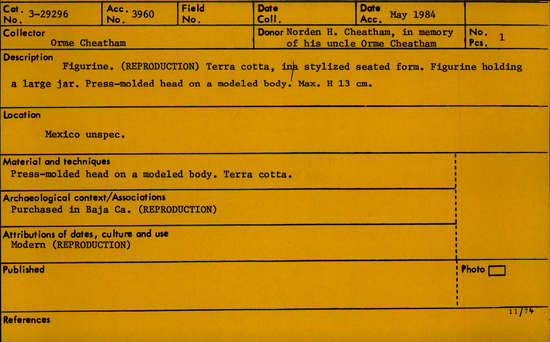 Cat. No. 3-29296 Acc. No. 3960 Field No. Date Coll. Date Acc. May 1984
Collector
Orme Cheatham
Donor Norden H. Cheatham, in memory
of his uncle Orme Cheatham
No. Pcs. 1
Description
Figurine. (REPRODUCTION) Terra cotta, in a stylized seated form. Figurine holding
a large jar. Press-molded head on a modeled body. Max. H 13 cm.
Location
Mexico unspec.
Material and techniques
Press-molded head on a modeled body. Terra cotta.
Archaeological context/Associations
Purchased in Baja Ca. (REPRODUCTION)
Attributions of dates, culture and use
Modern (REPRODUCTION)
Published
Photo
11/74
References